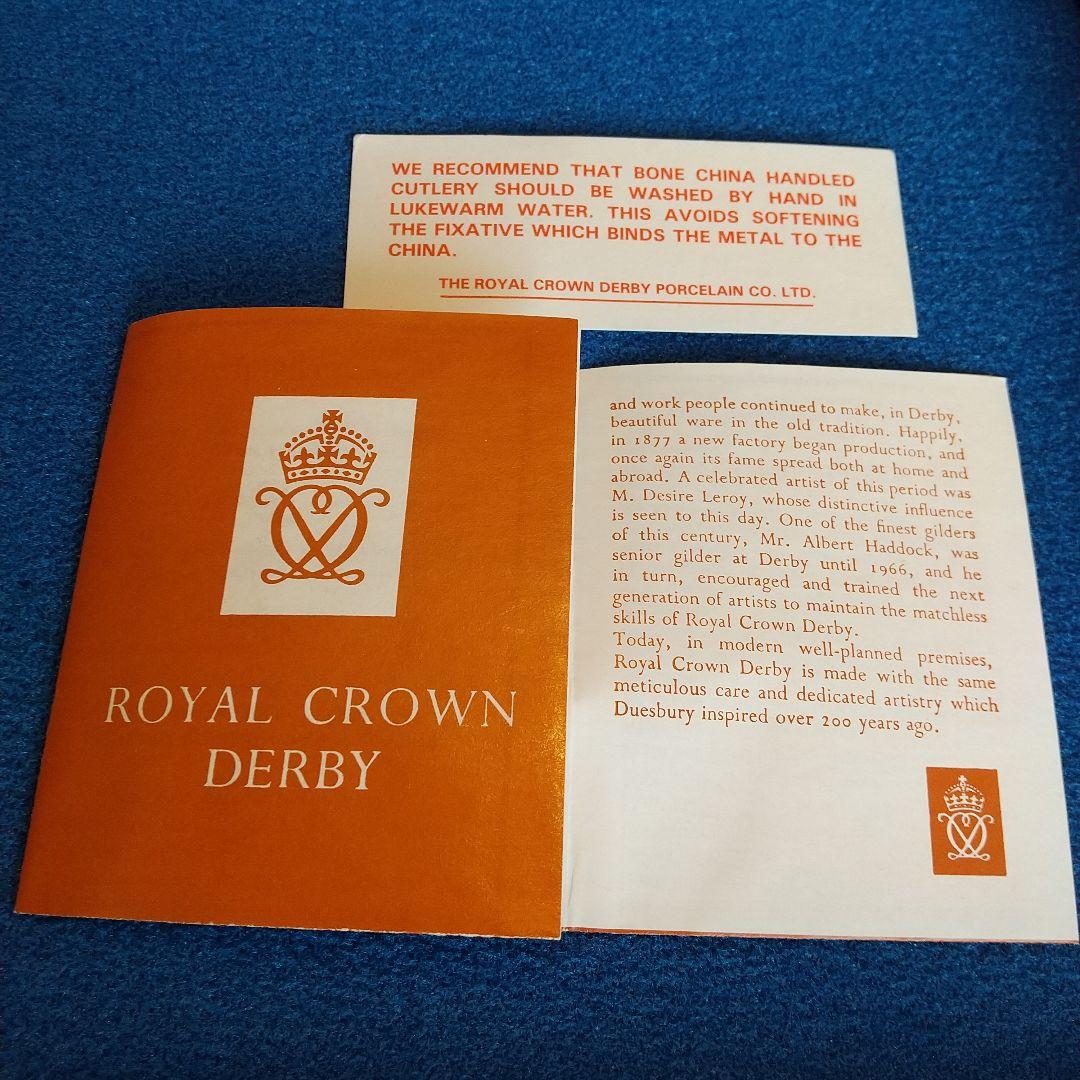 WE RECOMMEND THAT BONE CHINA HANDLED
CUTLERY SHOULD BE WASHED BY HAND IN
LUKEWARM WATER. THIS AVOIDS SOFTENING
THE FIXATIVE WHICH BINDS THE METAL TO THE
CHINA.
THE ROYAL CROWN DERBY PORCELAIN CO. LTD.
ROYAL CROWN
DERBY
and work people continued to make, in Derby,
beautiful ware in the old tradition. Happily,
in 1877 a new factory began production, and
once again its fame spread both at home and
abroad. A celebrated artist of this period was
M. Desire Leroy, whose distinctive influence
is seen to this day. One of the finest gilders
of this century, Mr. Albert Haddock, was
senior gilder at Derby until 1966, and he
in turn, encouraged and trained the next
generation of artists to maintain the matchless
skills of Royal Crown Derby.
Today, in modern well-planned premises,
Royal Crown Derby is made with the same
meticulous care and dedicated artistry which
Duesbury inspired over 200 years ago.